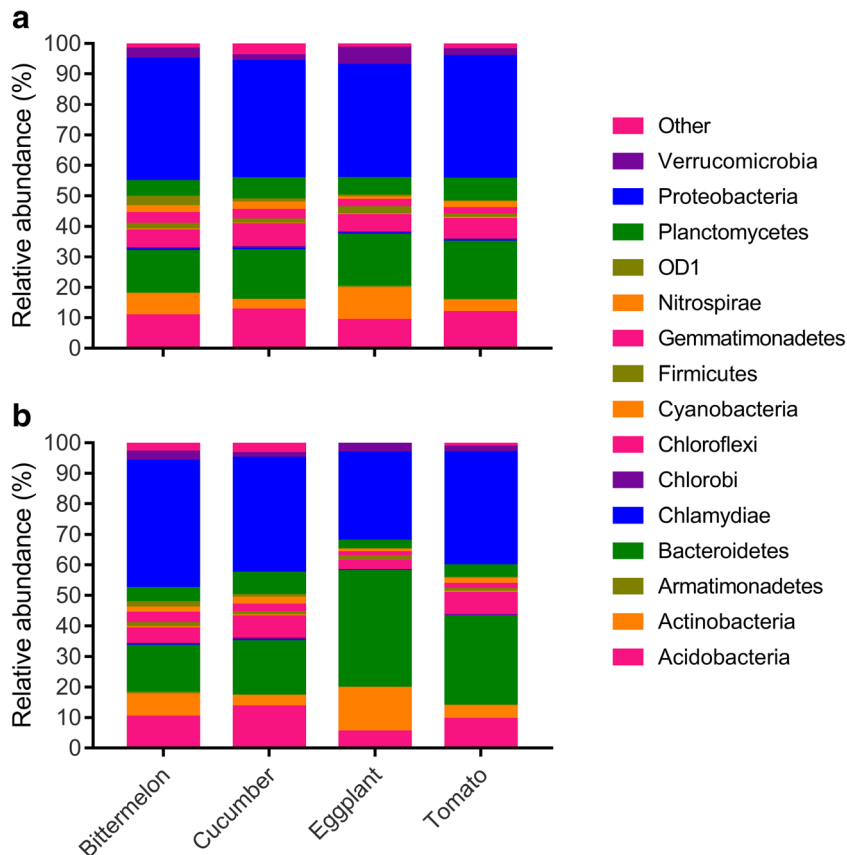 a
100
90
80
70
60
50
40
30
20
10
0
Relative abundance (%)
b
100
90
80
70
60
50
40
30
20
10
0
Relative abundance (%)
Bittermelon
Cucumber
Eggplant
Tomato
Other
Verrucomicrobia
Proteobacteria
Planctomycetes
OD1
Nitrospirae
Gemmatimonadetes
Firmicutes
Cyanobacteria
Chloroflexi
Chlorobi
Chlamydiae
Bacteroidetes
Armatimonadetes
Actinobacteria
Acidobacteria